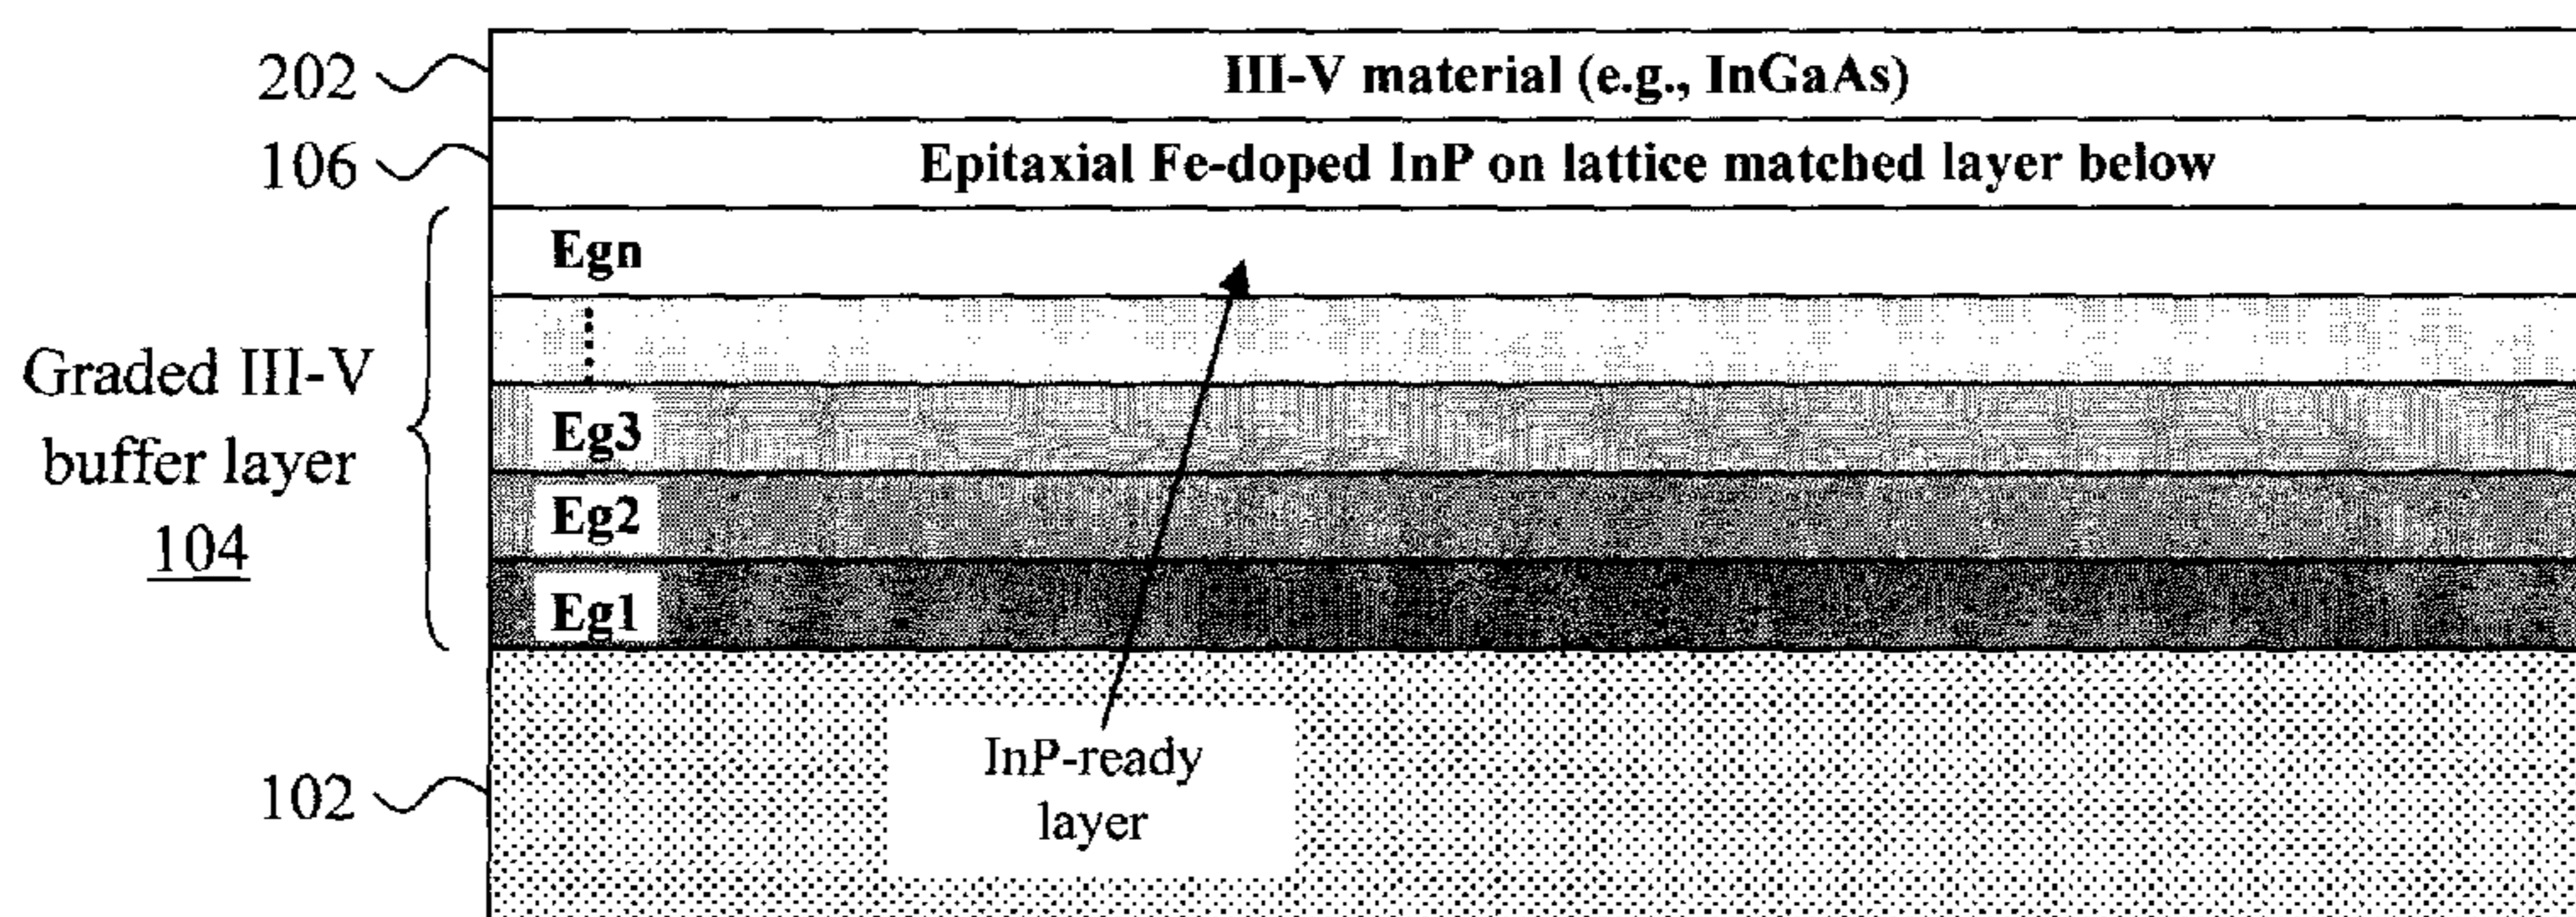 202
III-V material (e.g., InGaAs)
106
Epitaxial Fe-doped InP on lattice matched layer below
Egn
Graded III-V
buffer layer
104
Eg3
Eg2
Eg1
102
InP-ready
layer